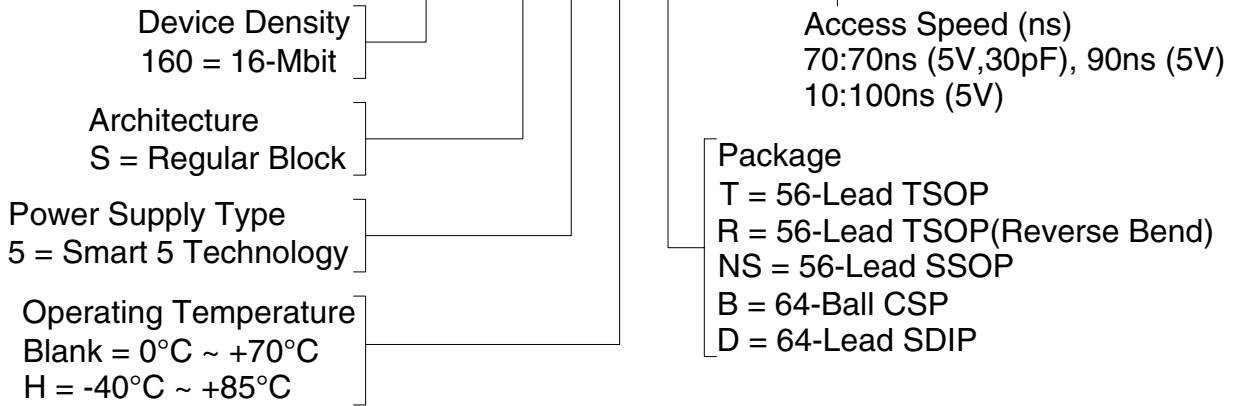 Device Density
160 = 16-Mbit
Architecture
S = Regular Block
Power Supply Type
5 = Smart 5 Technology
Operating Temperature
Blank = 0°C ~ +70°C
H = -40°C ~ +85°C
Access Speed (ns)
70:70ns (5V,30pF), 90ns (5V)
10:100ns (5V)
Package
T = 56-Lead TSOP
R = 56-Lead TSOP(Reverse Bend)
NS = 56-Lead SSOP
B = 64-Ball CSP
D = 64-Lead SDIP